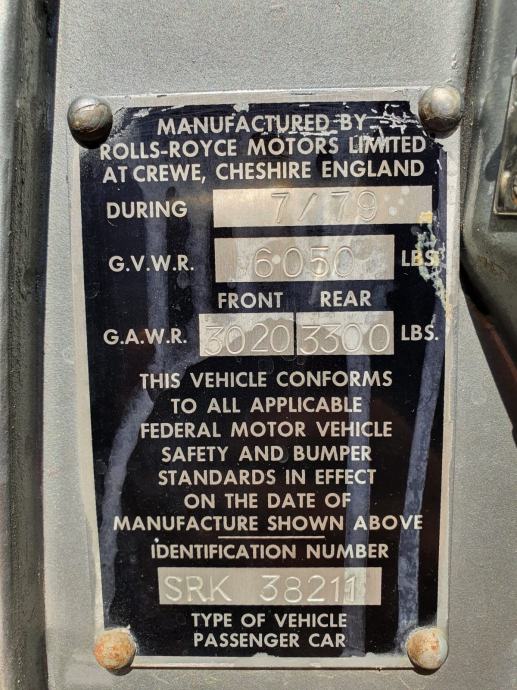 MANUFACTURED BY
ROLLS-ROYCE MOTORS LIMITED
AT CREWE, CHESHIRE ENGLAND
DURING 7/79
G.V.W.R. 6050 LBS.
FRONT REAR
G.A.W.R. 3020 3300 LBS.
THIS VEHICLE CONFORMS
TO ALL APPLICABLE
FEDERAL MOTOR VEHICLE
SAFETY AND BUMPER
STANDARDS IN EFFECT
ON THE DATE OF
MANUFACTURE SHOWN ABOVE
IDENTIFICATION NUMBER
SRK 38211
TYPE OF VEHICLE
PASSENGER CAR